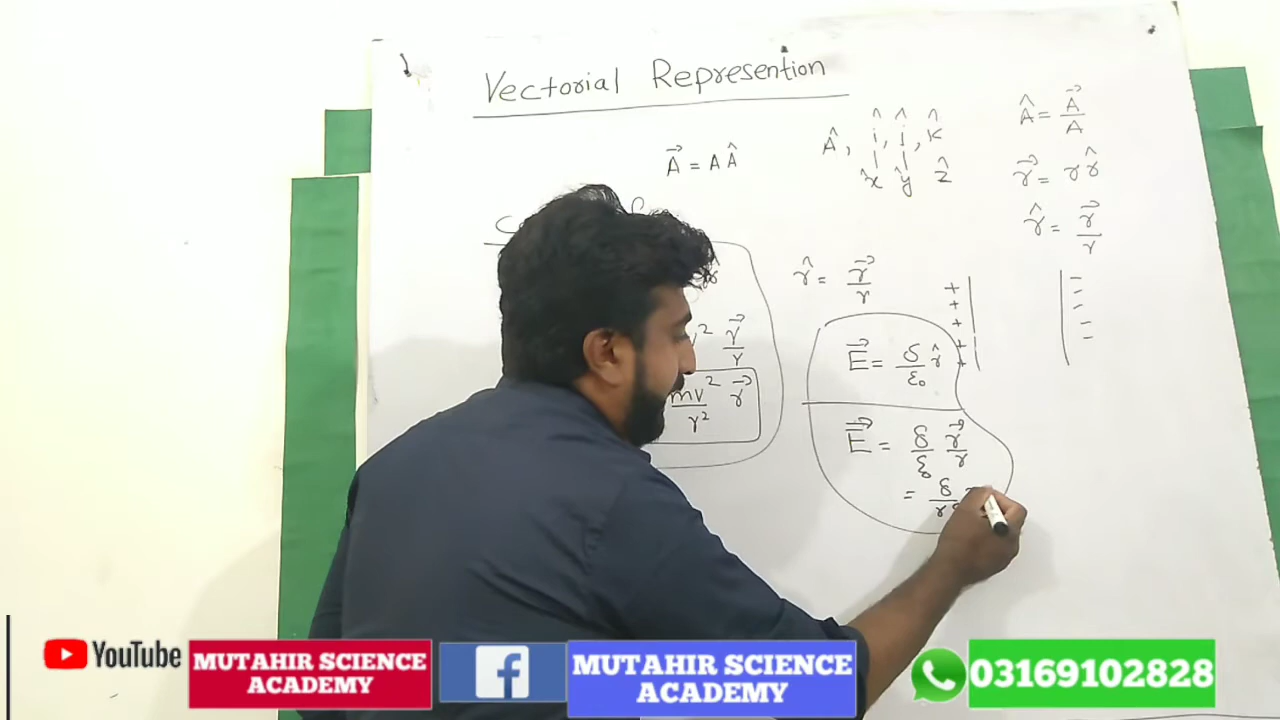 Vectorial Represention
A⃗ = A Â
Â, î, ĵ, k̂
x̂ ŷ ẑ
Â = A⃗/A
r⃗ = r r̂
r̂ = r⃗/r
r̂ = r⃗/r
+ + + + +
- - - - -
r⃗/r
mv²/r² r⃗
E⃗ = δ/ε₀ r̂
E⃗ = δ/ε₀ r⃗/r
YouTube
MUTAHIR SCIENCE
ACADEMY
f
MUTAHIR SCIENCE
ACADEMY
03169102828